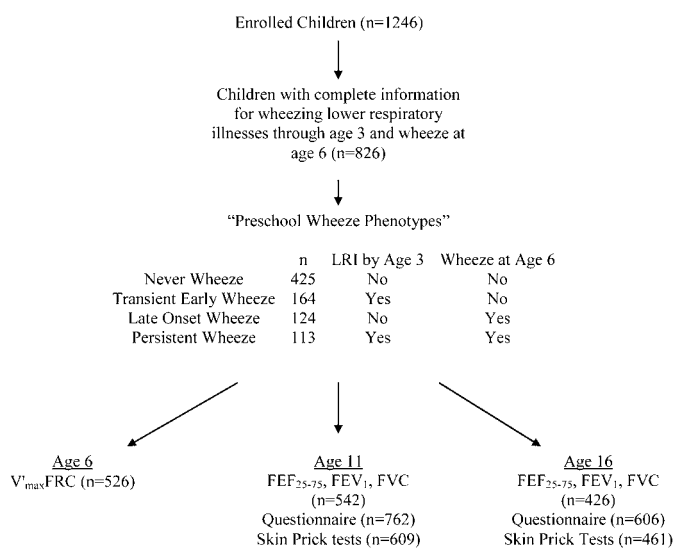 Enrolled Children (n=1246)
Children with complete information
for wheezing lower respiratory
illnesses through age 3 and wheeze at
age 6 (n=826)
“Preschool Wheeze Phenotypes”
n LRI by Age 3 Wheeze at Age 6
Never Wheeze 425 No No
Transient Early Wheeze 164 Yes No
Late Onset Wheeze 124 No Yes
Persistent Wheeze 113 Yes Yes
Age 6
V'maxFRC (n=526)
Age 11
FEF25-75, FEV1, FVC
(n=542)
Questionnaire (n=762)
Skin Prick tests (n=609)
Age 16
FEF25-75, FEV1, FVC
(n=426)
Questionnaire (n=606)
Skin Prick Tests (n=461)